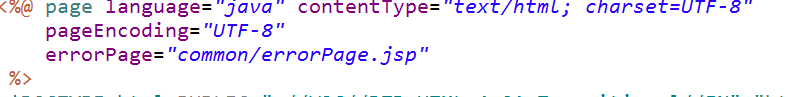 <%@ page language="java" contentType="text/html; charset=UTF-8"
pageEncoding="UTF-8"
errorPage="common/errorPage.jsp"
%>